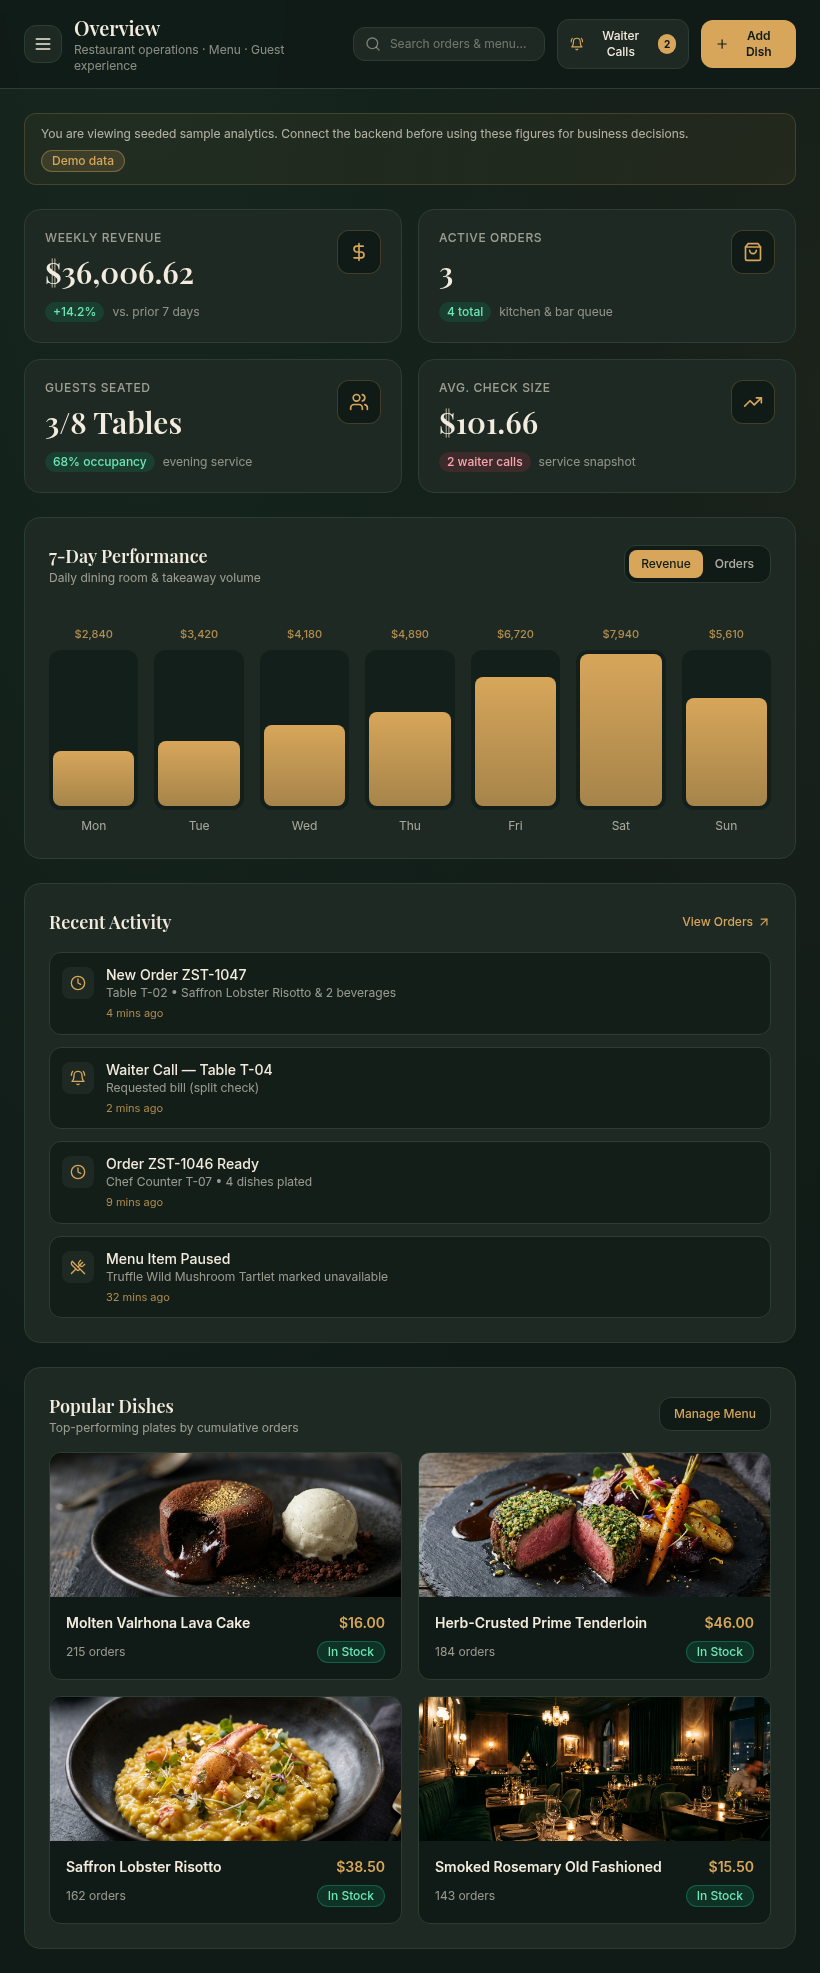 Overview
Restaurant operations · Menu · Guest
experience
Search orders & menu...
Waiter
Calls
2
Add
Dish
You are viewing seeded sample analytics. Connect the backend before using these figures for business decisions.
Demo data
WEEKLY REVENUE
$36,006.62
+14.2% vs. prior 7 days
ACTIVE ORDERS
3
4 total kitchen & bar queue
GUESTS SEATED
3/8 Tables
68% occupancy evening service
AVG. CHECK SIZE
$101.66
2 waiter calls service snapshot
7-Day Performance
Daily dining room & takeaway volume
Revenue Orders
$2,840 $3,420 $4,180 $4,890 $6,720 $7,940 $5,610
Mon Tue Wed Thu Fri Sat Sun
Recent Activity
View Orders
New Order ZST-1047
Table T-02 • Saffron Lobster Risotto & 2 beverages
4 mins ago
Waiter Call — Table T-04
Requested bill (split check)
2 mins ago
Order ZST-1046 Ready
Chef Counter T-07 • 4 dishes plated
9 mins ago
Menu Item Paused
Truffle Wild Mushroom Tartlet marked unavailable
32 mins ago
Popular Dishes
Top-performing plates by cumulative orders
Manage Menu
Molten Valrhona Lava Cake $16.00
215 orders In Stock
Herb-Crusted Prime Tenderloin $46.00
184 orders In Stock
Saffron Lobster Risotto $38.50
162 orders In Stock
Smoked Rosemary Old Fashioned $15.50
143 orders In Stock